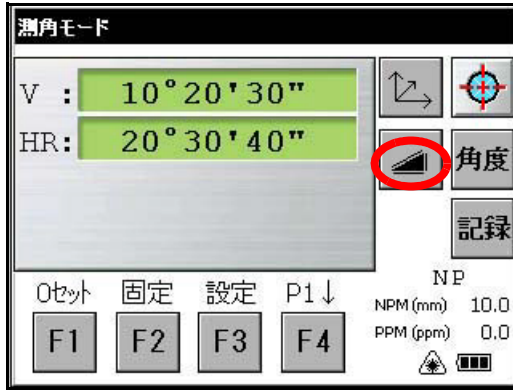 測角モード
V : 10°20'30"
HR: 20°30'40"
角度
記録
0セット 固定 設定 P1↓
F1 F2 F3 F4
NP
NPM (mm) 10.0
PPM (ppm) 0.0